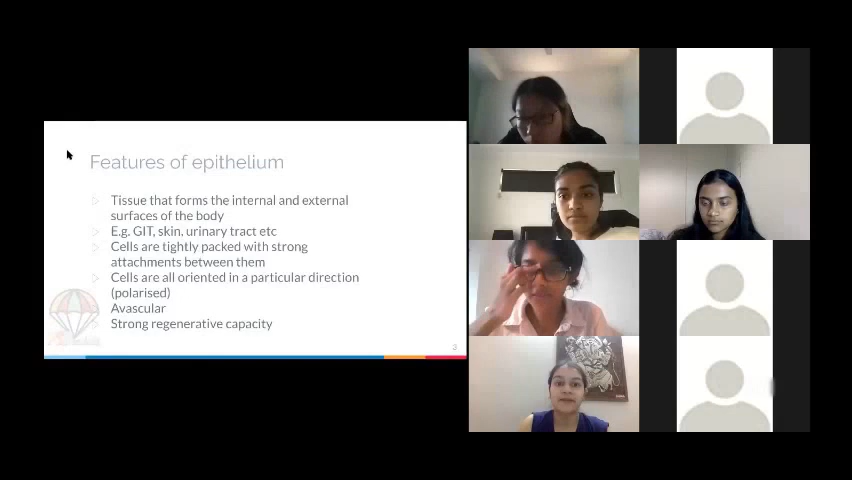 Features of epithelium
Tissue that forms the internal and external
surfaces of the body
E.g. GIT, skin, urinary tract etc
Cells are tightly packed with strong
attachments between them
Cells are all oriented in a particular direction
(polarised)
Avascular
Strong regenerative capacity
3